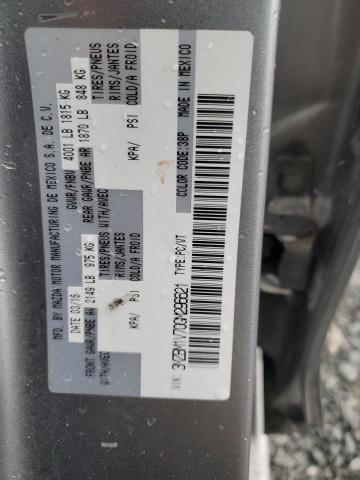 MFD. BY MAZDA MOTOR MANUFACTURING DE MEXICO S.A. DE C.V.
DATE 03/16 GVWR/PNBV 4001 LB 1815 KG
FRONT GAWR/PNBE AV 2149 LB 975 KG REAR GAWR/PNBE AR 1870 LB 848 KG
WITH/AVEC TIRES/PNEUS WITH/AVEC TIRES/PNEUS
RIMS/JANTES RIMS/JANTES
KPA/ PSI COLD/A FROID KPA/ PSI COLD/A FROID
VIN: 3MZBM1V70GM296621 TYPE:PC/VT. COLOR CODE:38P MADE IN MEXICO